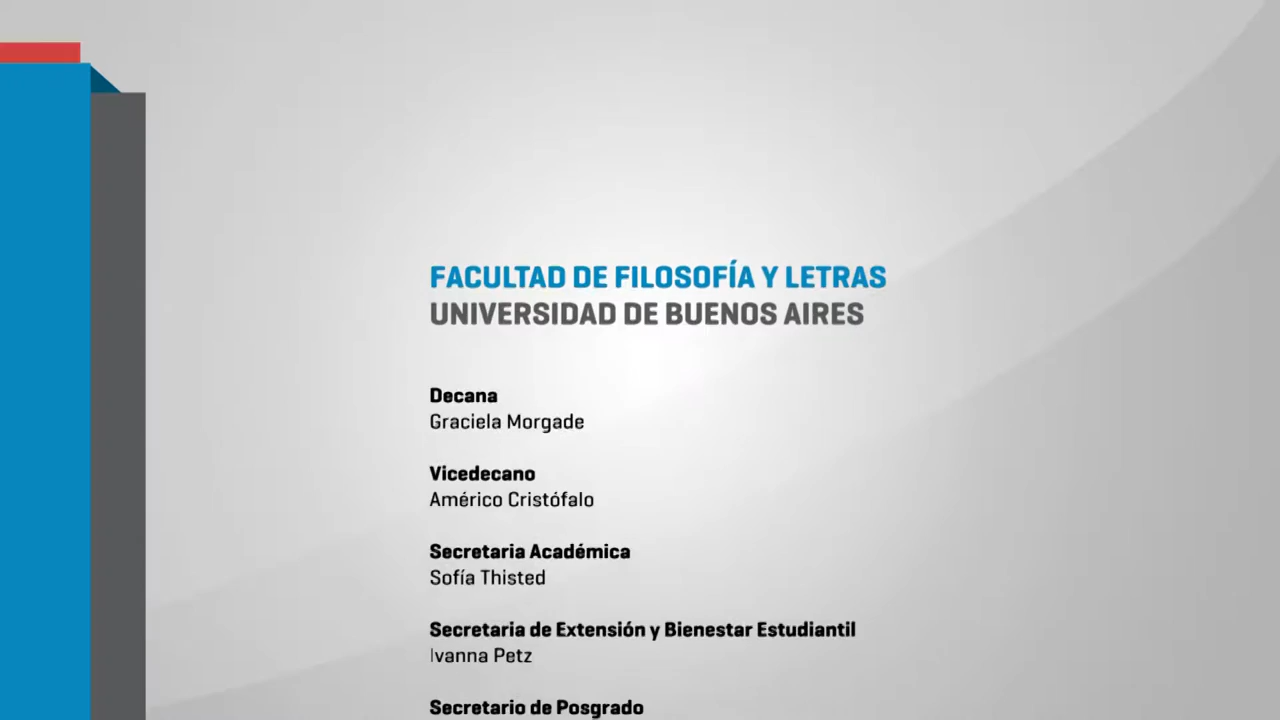 FACULTAD DE FILOSOFÍA Y LETRAS
UNIVERSIDAD DE BUENOS AIRES
Decana
Graciela Morgade
Vicedecano
Américo Cristófalo
Secretaria Académica
Sofía Thisted
Secretaria de Extensión y Bienestar Estudiantil
Ivanna Petz
Secretario de Posgrado